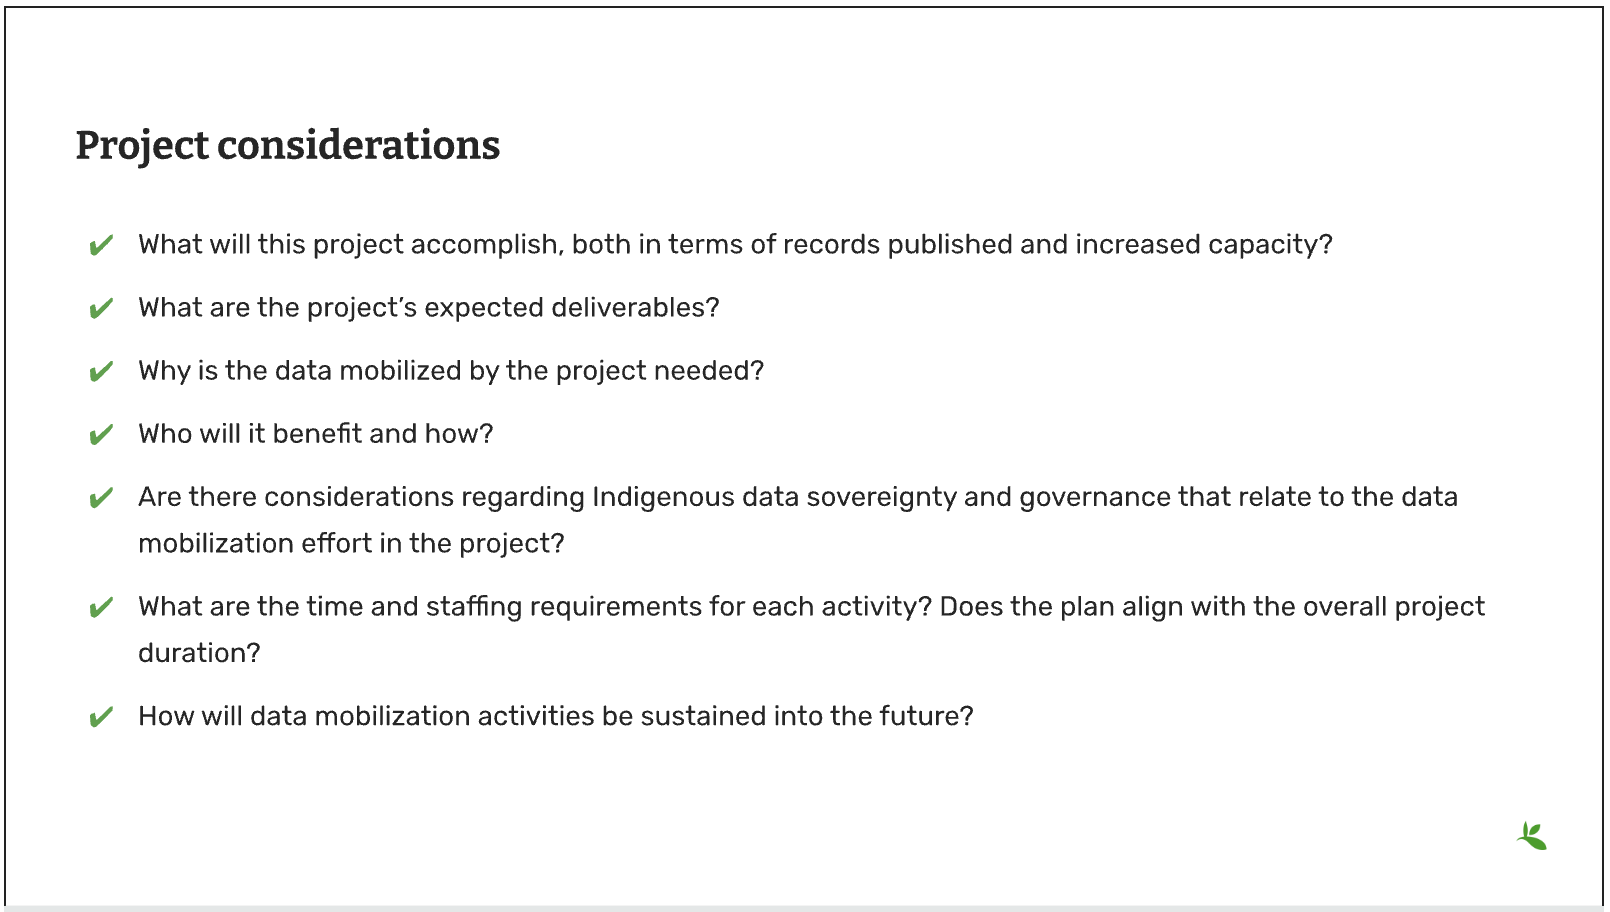 Project considerations
What will this project accomplish, both in terms of records published and increased capacity?
What are the project’s expected deliverables?
Why is the data mobilized by the project needed?
Who will it benefit and how?
Are there considerations regarding Indigenous data sovereignty and governance that relate to the data
mobilization effort in the project?
What are the time and staffing requirements for each activity? Does the plan align with the overall project
duration?
How will data mobilization activities be sustained into the future?